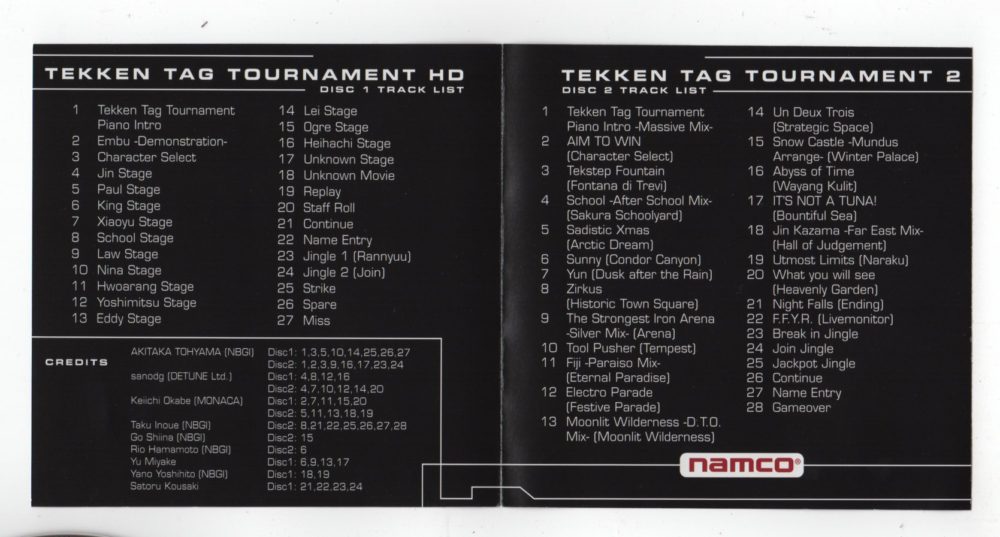 TEKKEN TAG TOURNAMENT HD
DISC 1 TRACK LIST
1 Tekken Tag Tournament
Piano Intro
2 Embu -Demonstration-
3 Character Select
4 Jin Stage
5 Paul Stage
6 King Stage
7 Xiaoyu Stage
8 School Stage
9 Law Stage
10 Nina Stage
11 Hwoarang Stage
12 Yoshimitsu Stage
13 Eddy Stage
14 Lei Stage
15 Ogre Stage
16 Heihachi Stage
17 Unknown Stage
18 Unknown Movie
19 Replay
20 Staff Roll
21 Continue
22 Name Entry
23 Jingle 1 (Rannyuu)
24 Jingle 2 (Join)
25 Strike
26 Spare
27 Miss
CREDITS
AKITAKA TOHYAMA (NBGI) Disc1: 1,3,5,10,14,25,26,27
Disc2: 1,2,3,9,16,17,23,24
sanodg (DETUNE Ltd.) Disc1: 4,8,12,16
Disc2: 4,7,10,12,14,20
Keiichi Okabe (MONACA) Disc1: 2,7,11,15,20
Disc2: 5,11,13,18,19
Taku Inoue (NBGI) Disc2: 8,21,22,25,26,27,28
Go Shiina (NBGI) Disc2: 15
Rio Hamamoto (NBGI) Disc2: 6
Yu Miyake Disc1: 6,9,13,17
Yano Yoshihito (NBGI) Disc1: 18,19
Satoru Kousaki Disc1: 21,22,23,24
TEKKEN TAG TOURNAMENT 2
DISC 2 TRACK LIST
1 Tekken Tag Tournament
Piano Intro -Massive Mix-
2 AIM TO WIN
(Character Select)
3 Tekstep Fountain
(Fontana di Trevi)
4 School -After School Mix-
(Sakura Schoolyard)
5 Sadistic Xmas
(Arctic Dream)
6 Sunny (Condor Canyon)
7 Yun (Dusk after the Rain)
8 Zirkus
(Historic Town Square)
9 The Strongest Iron Arena
-Silver Mix- (Arena)
10 Tool Pusher (Tempest)
11 Fiji -Paraiso Mix-
(Eternal Paradise)
12 Electro Parade
(Festive Parade)
13 Moonlit Wilderness -D.T.O.
Mix- (Moonlit Wilderness)
14 Un Deux Trois
(Strategic Space)
15 Snow Castle -Mundus
Arrange- (Winter Palace)
16 Abyss of Time
(Wayang Kulit)
17 IT'S NOT A TUNA!
(Bountiful Sea)
18 Jin Kazama -Far East Mix-
(Hall of Judgement)
19 Utmost Limits (Naraku)
20 What you will see
(Heavenly Garden)
21 Night Falls (Ending)
22 F.F.Y.R. (Livemonitor)
23 Break in Jingle
24 Join Jingle
25 Jackpot Jingle
26 Continue
27 Name Entry
28 Gameover
namco®